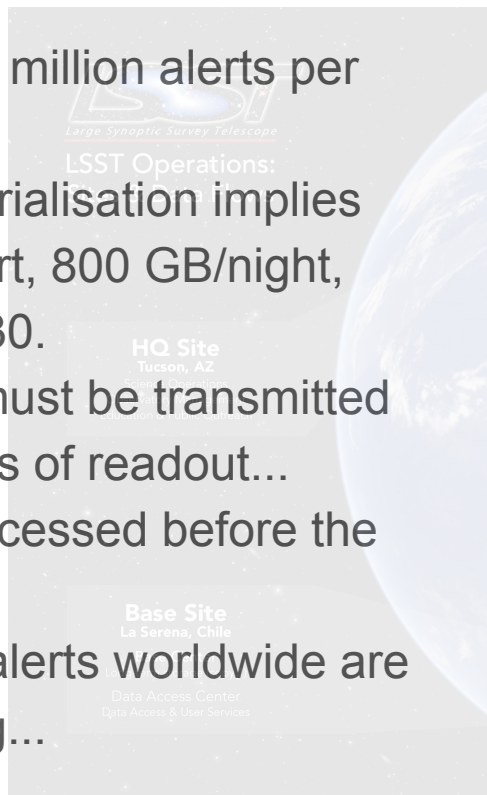 million alerts per
LSST
Large Synoptic Survey Telescope
LSST Operations:
rialisation implies
rt, 800 GB/night,
30.
HQ Site
Tucson, AZ
must be transmitted
s of readout...
cessed before the
Base Site
La Serena, Chile
alerts worldwide are
Data Access Center
Data Access & User Services
g...